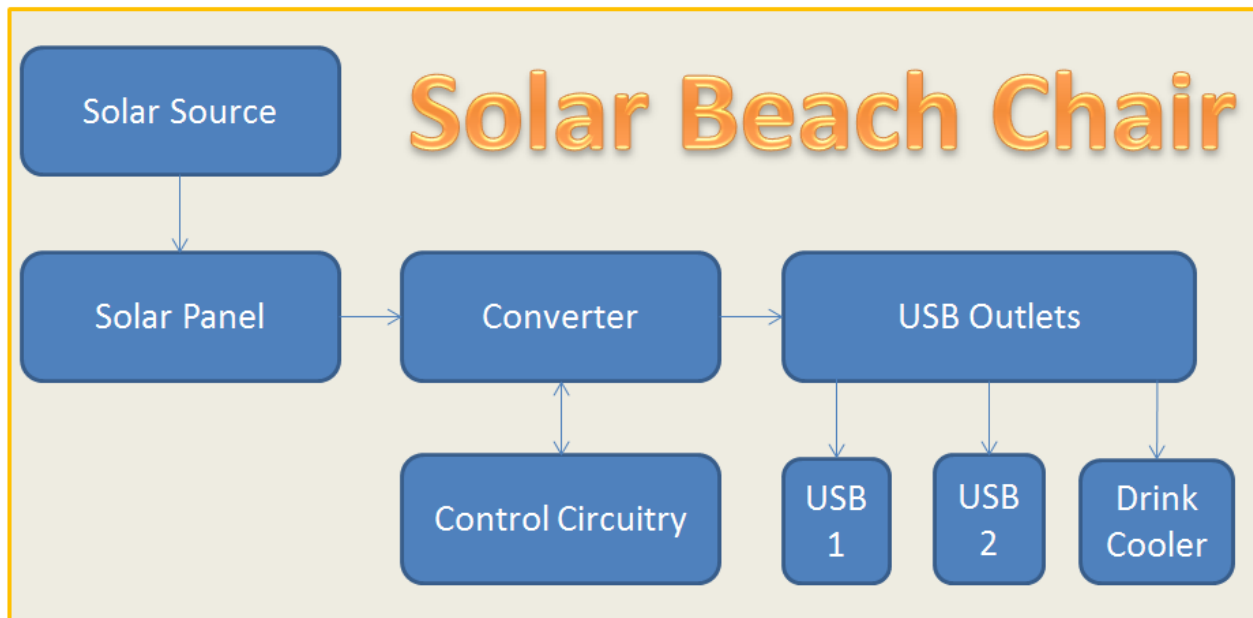 Solar Beach Chair
Solar Source
Solar Panel
Converter
USB Outlets
Control Circuitry
USB
1
USB
2
Drink
Cooler